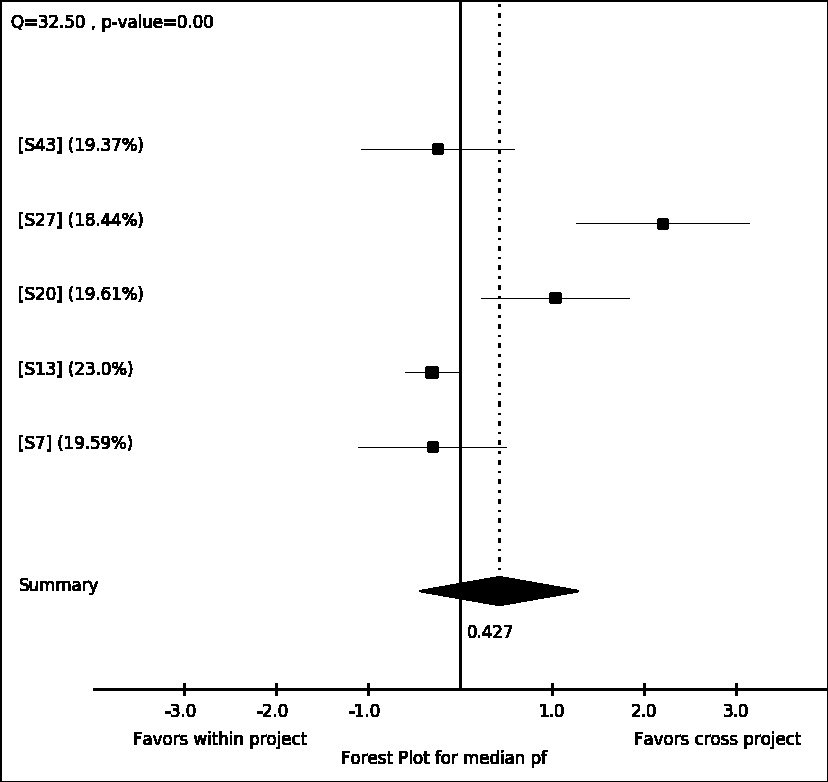 Q=32.50 , p-value=0.00
[S43] (19.37%)
[S27] (18.44%)
[S20] (19.61%)
[S13] (23.0%)
[S7] (19.59%)
Summary
0.427
-3.0 -2.0 -1.0 1.0 2.0 3.0
Favors within project Favors cross project
Forest Plot for median pf